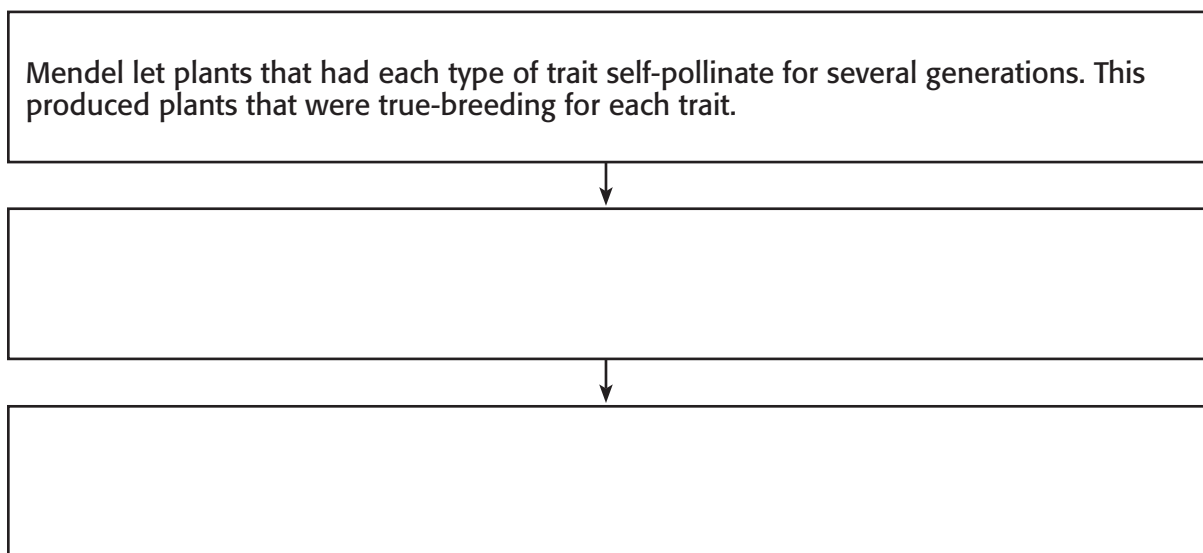 Mendel let plants that had each type of trait self-pollinate for several generations. This
produced plants that were true-breeding for each trait.